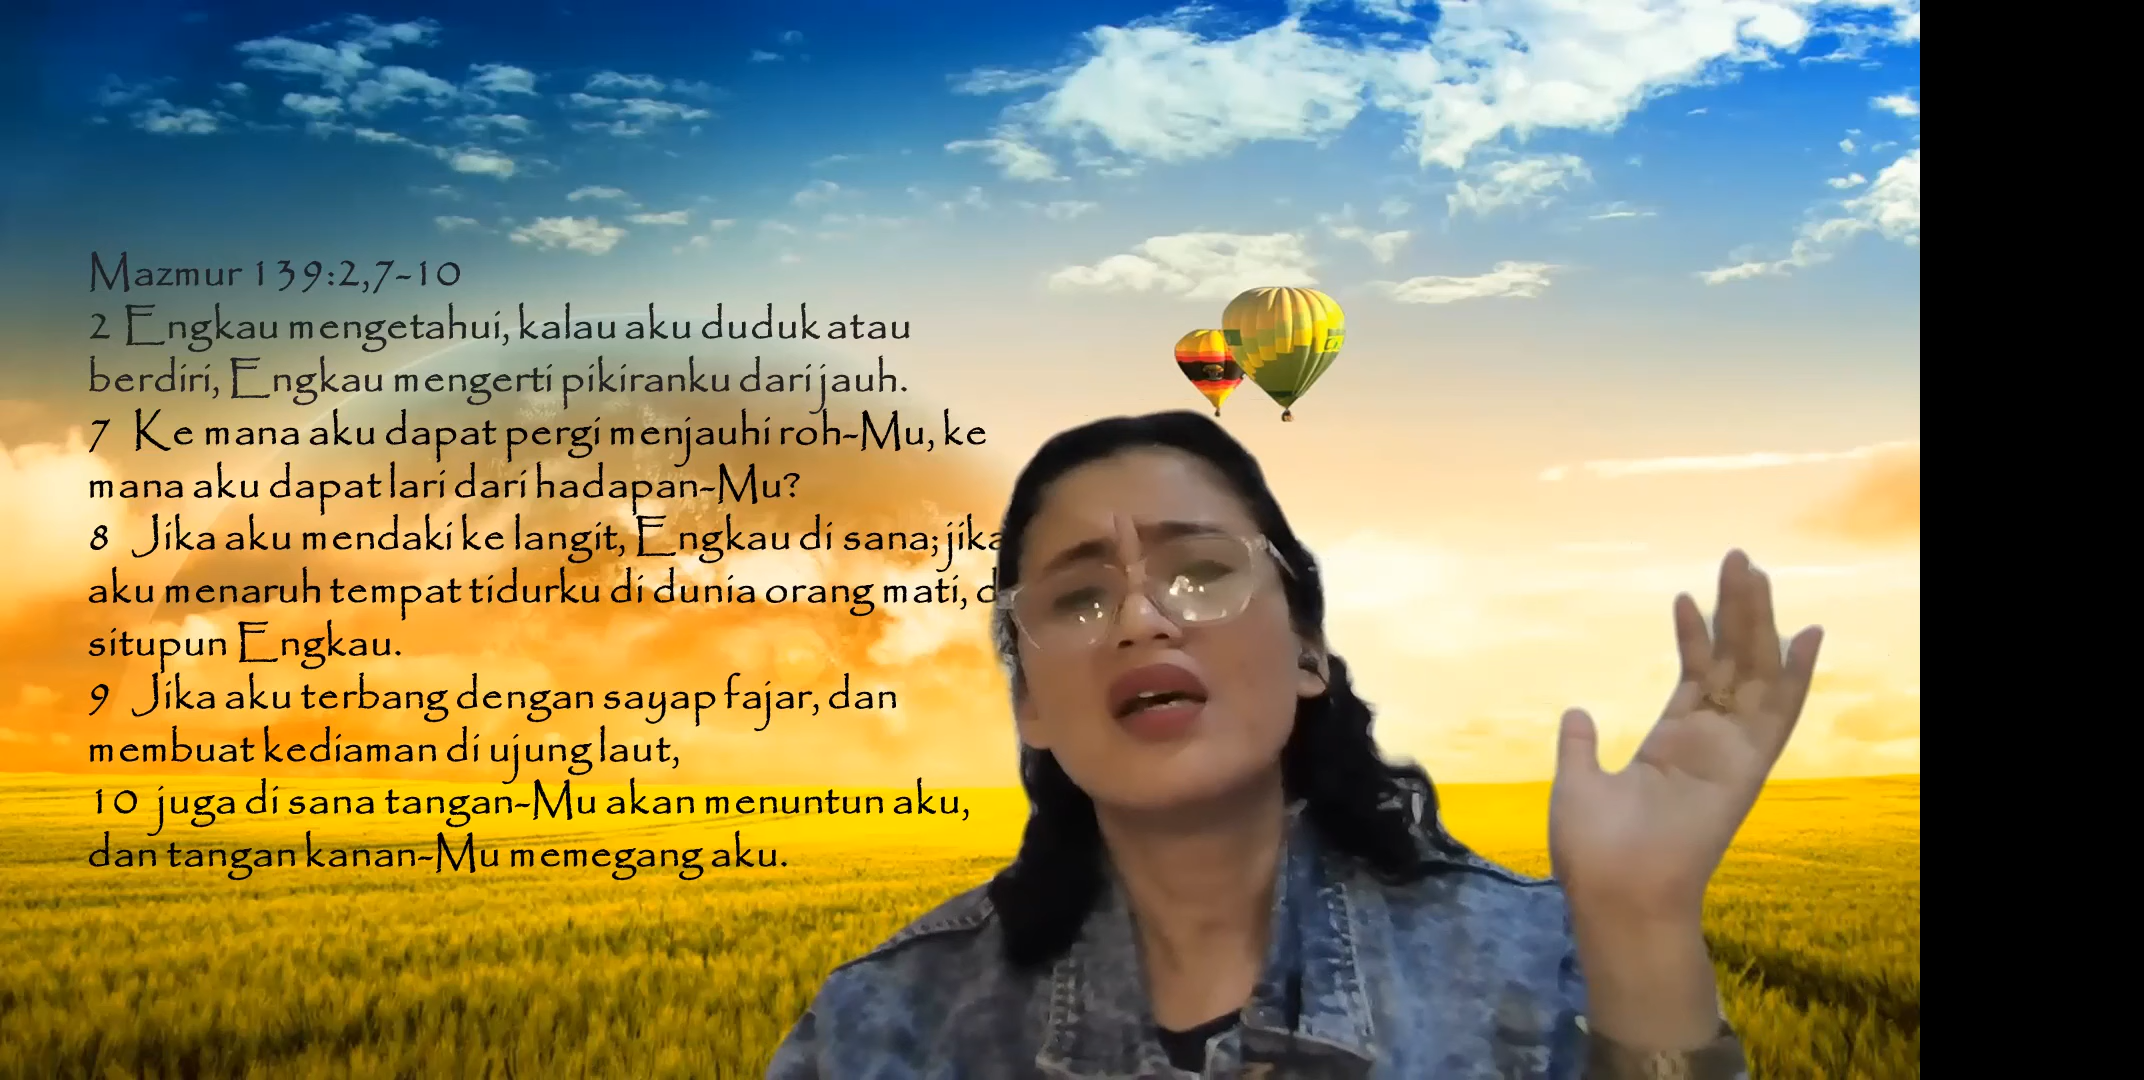 Mazmur 139:2,7-10
2 Engkau mengetahui, kalau aku duduk atau
berdiri, Engkau mengerti pikiranku dari jauh.
7 Ke mana aku dapat pergi menjauhi roh-Mu, ke
mana aku dapat lari dari hadapan-Mu?
8 Jika aku mendaki ke langit, Engkau di sana; jika
aku menaruh tempat tidurku di dunia orang mati, d
situpun Engkau.
9 Jika aku terbang dengan sayap fajar, dan
membuat kediaman di ujung laut,
10 juga di sana tangan-Mu akan menuntun aku,
dan tangan kanan-Mu memegang aku.